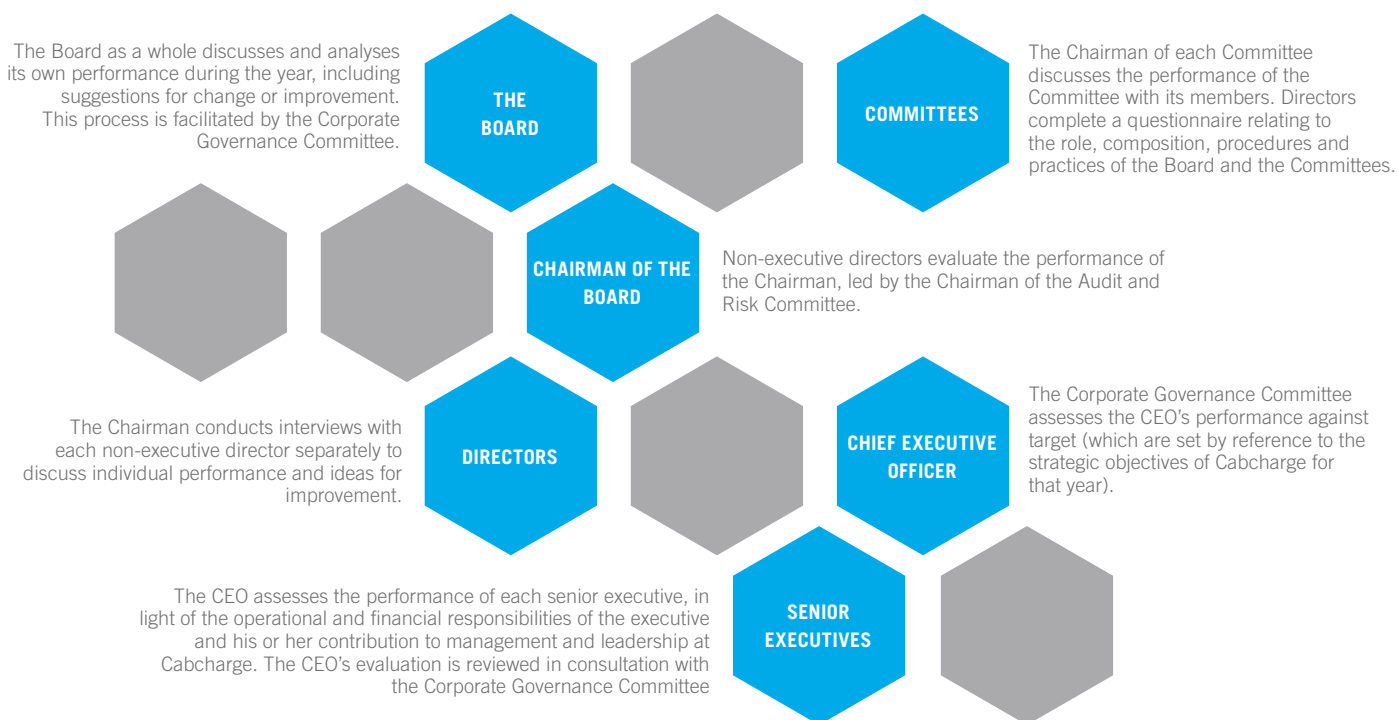 The Board as a whole discusses and analyses
its own performance during the year, including
suggestions for change or improvement.
This process is facilitated by the Corporate
Governance Committee.
THE
BOARD
COMMITTEES
The Chairman of each Committee
discusses the performance of the
Committee with its members. Directors
complete a questionnaire relating to
the role, composition, procedures and
practices of the Board and the Committees.
CHAIRMAN OF THE
BOARD
Non-executive directors evaluate the performance of
the Chairman, led by the Chairman of the Audit and
Risk Committee.
The Chairman conducts interviews with
each non-executive director separately to
discuss individual performance and ideas for
improvement.
DIRECTORS
CHIEF EXECUTIVE
OFFICER
The Corporate Governance Committee
assesses the CEO’s performance against
target (which are set by reference to the
strategic objectives of Cabcharge for
that year).
The CEO assesses the performance of each senior executive, in
light of the operational and financial responsibilities of the executive
and his or her contribution to management and leadership at
Cabcharge. The CEO’s evaluation is reviewed in consultation with
the Corporate Governance Committee
SENIOR
EXECUTIVES